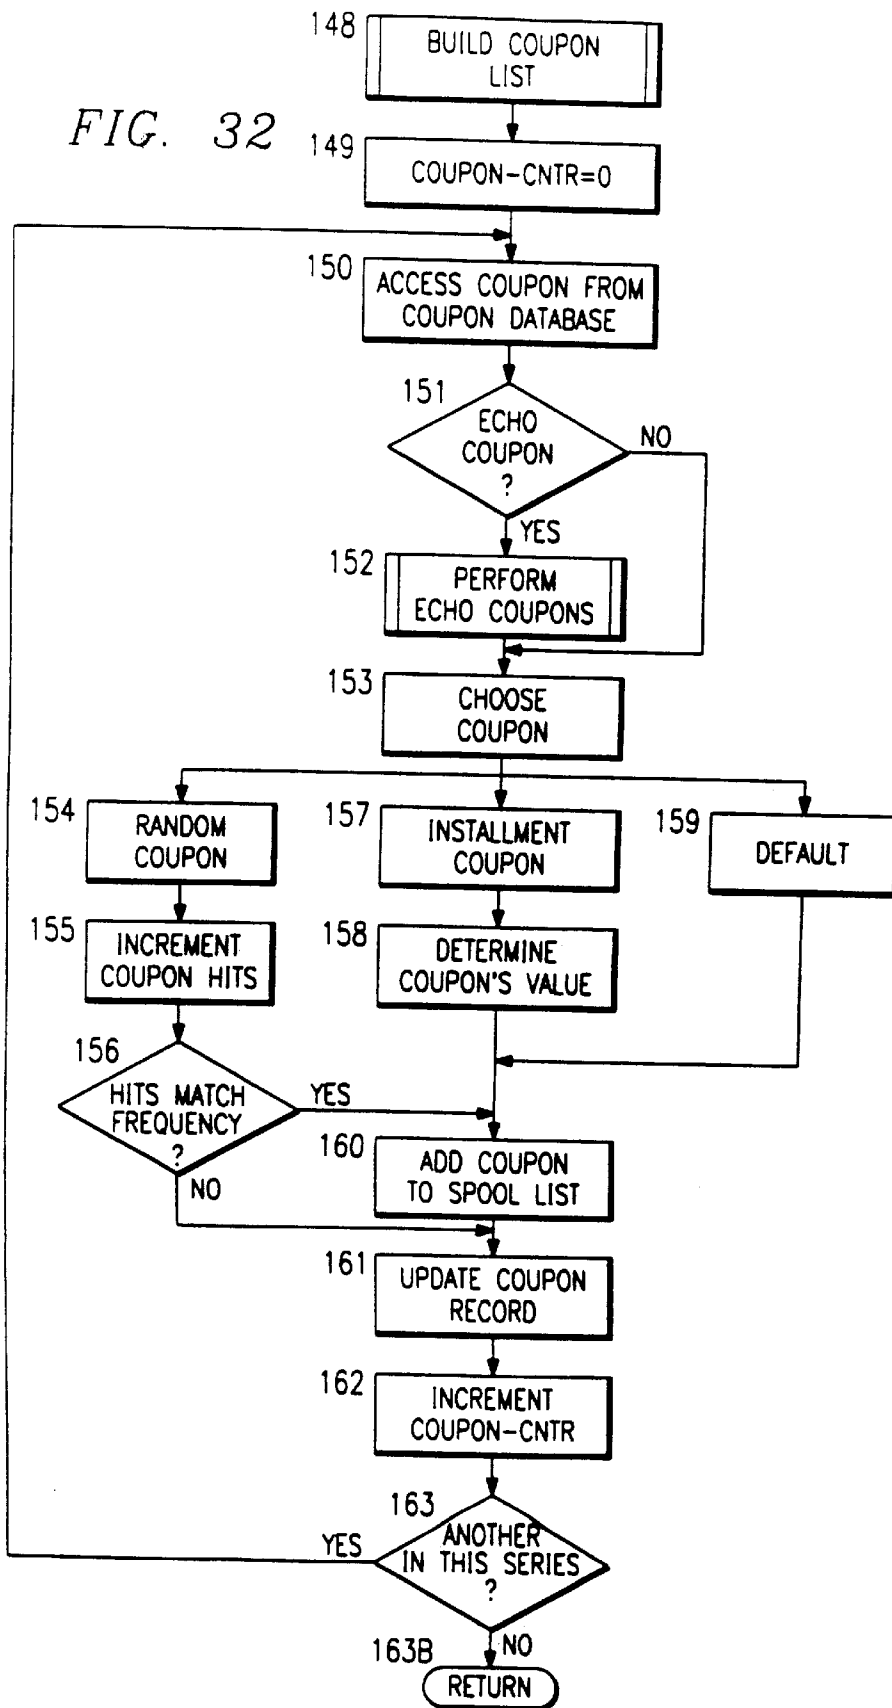 148
BUILD COUPON
LIST
FIG. 32
149
COUPON-CNTR=0
150
ACCESS COUPON FROM
COUPON DATABASE
151
ECHO
COUPON
?
NO
YES
152
PERFORM
ECHO COUPONS
153
CHOOSE
COUPON
154
RANDOM
COUPON
157
INSTALLMENT
COUPON
159
DEFAULT
155
INCREMENT
COUPON HITS
158
DETERMINE
COUPON'S VALUE
156
HITS MATCH
FREQUENCY
?
YES
NO
160
ADD COUPON
TO SPOOL LIST
161
UPDATE COUPON
RECORD
162
INCREMENT
COUPON-CNTR
163
ANOTHER
IN THIS SERIES
?
YES
NO
163B
RETURN